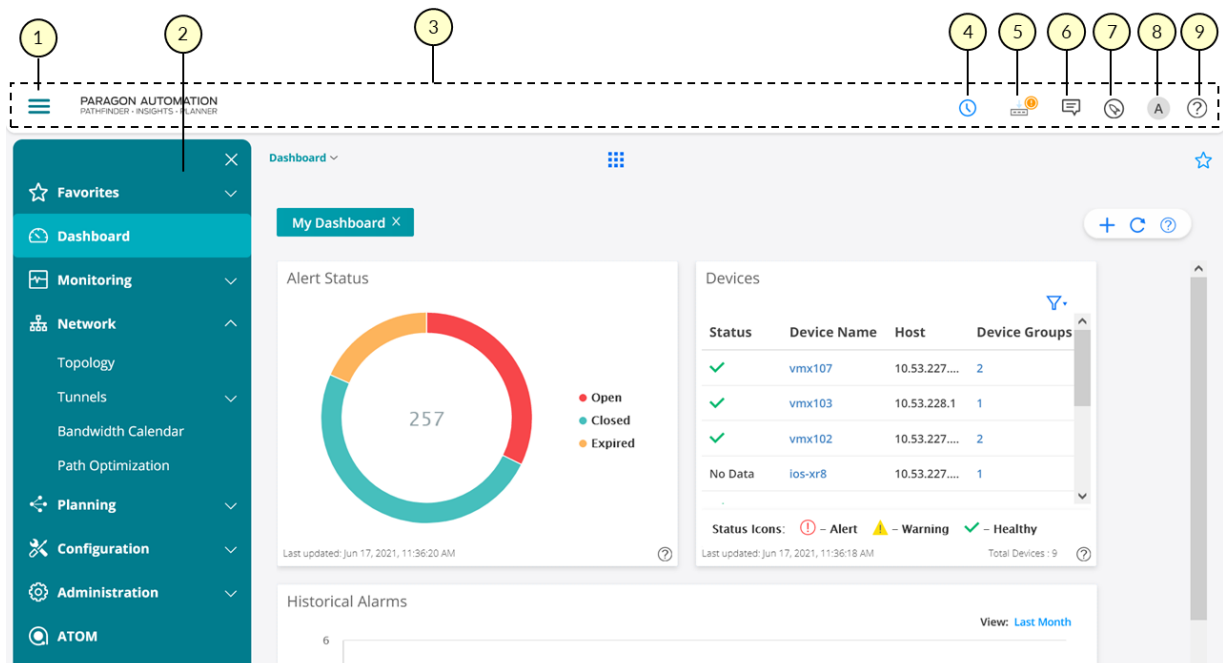 1
2
3
4
5
6
7
8
9
PARAGON AUTOMATION
PATHFINDER • INSIGHTS • PLANNER
A
Favorites
Dashboard
Monitoring
Network
Topology
Tunnels
Bandwidth Calendar
Path Optimization
Planning
Configuration
Administration
ATOM
Dashboard
My Dashboard ×
Alert Status
257
Open
Closed
Expired
Last updated: Jun 17, 2021, 11:36:20 AM
Devices
Status Device Name Host Device Groups
vmx107 10.53.227.... 2
vmx103 10.53.228.1 1
vmx102 10.53.227.... 2
No Data ios-xr8 10.53.227.... 1
Status Icons: – Alert – Warning – Healthy
Last updated: Jun 17, 2021, 11:36:18 AM Total Devices : 9
Historical Alarms
View: Last Month
6